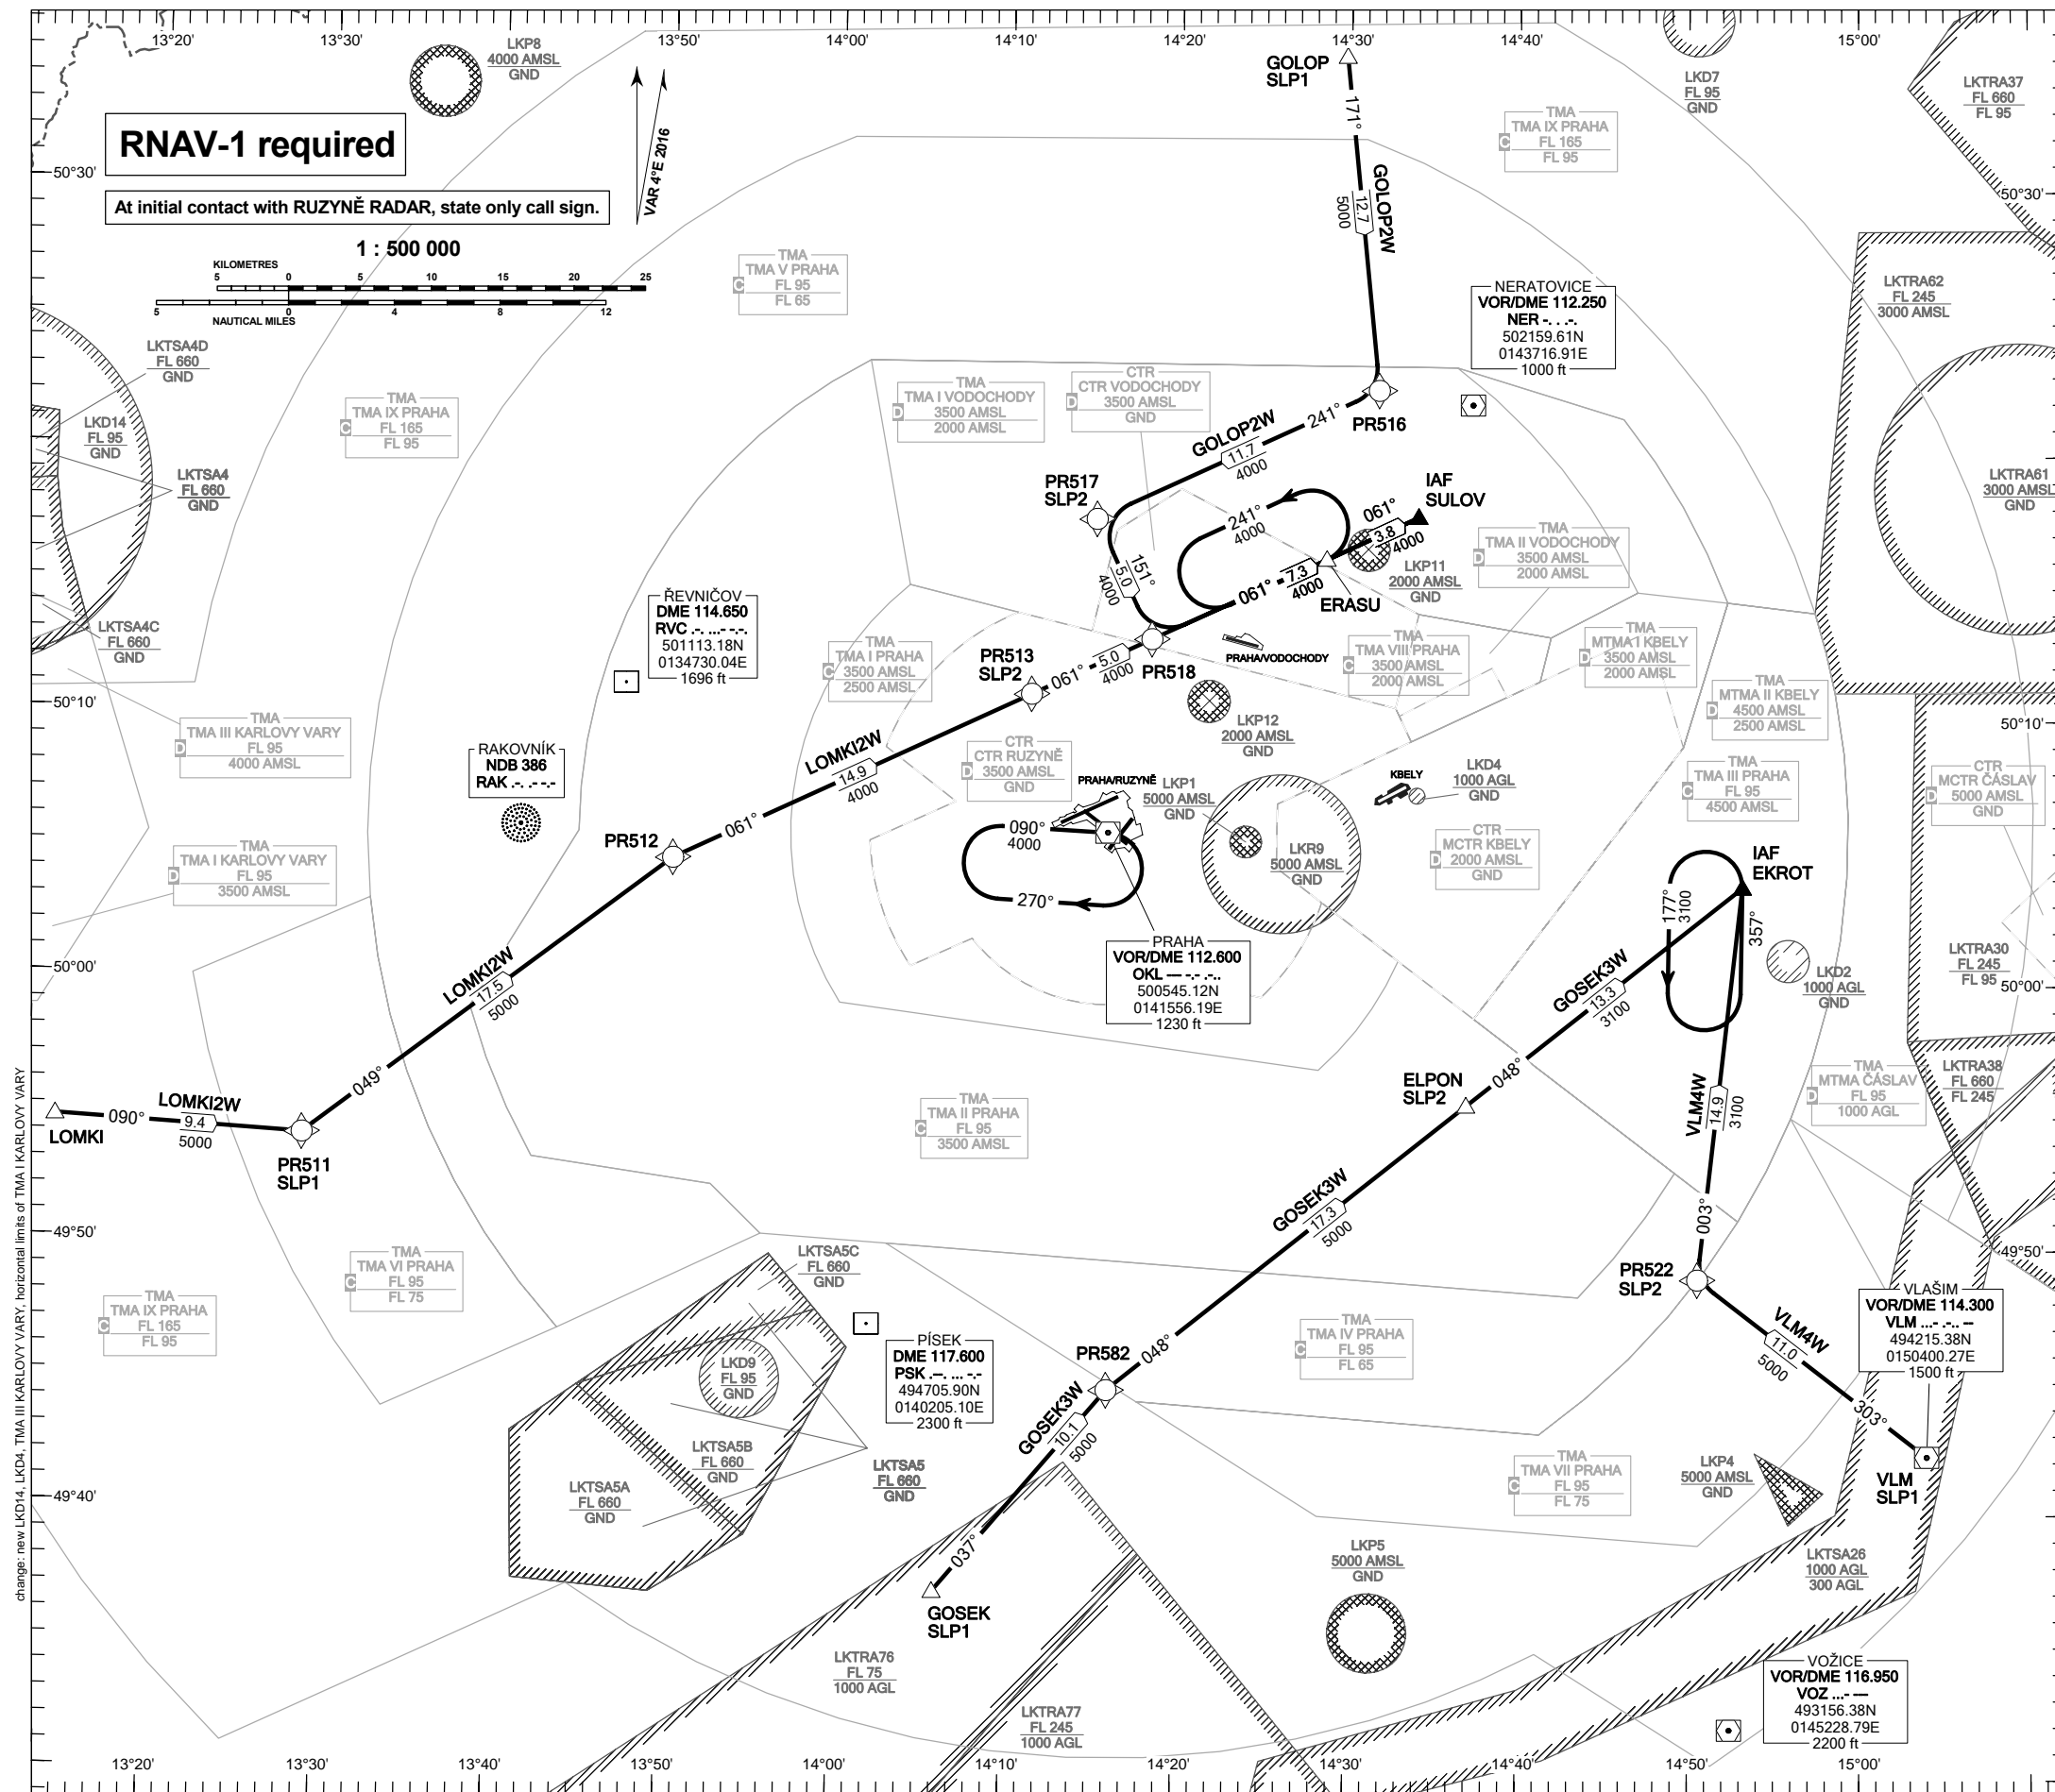 13°20'
13°30'
13°50'
14°00'
14°10'
14°20'
14°30'
14°40'
15°00'
LKP8
4000 AMSL
GND
GOLOP
SLP1
LKD7
FL 95
GND
LKTRA37
FL 660
FL 95
TMA
TMA IX PRAHA
C
FL 165
FL 95
RNAV-1 required
VAR 4°E 2016
50°30'
50°30'
At initial contact with RUZYNĚ RADAR, state only call sign.
1 : 500 000
KILOMETRES
5 0 5 10 15 20 25
5 0 4 8 12
NAUTICAL MILES
171°
GOLOP2W
12.7
5000
TMA
TMA V PRAHA
C
FL 95
FL 65
NERATOVICE
VOR/DME 112.250
NER -. . .-.
502159.61N
0143716.91E
1000 ft
LKTRA62
FL 245
3000 AMSL
LKTSA4D
FL 660
GND
LKD14
FL 95
GND
LKTSA4
FL 660
GND
LKTSA4C
FL 660
GND
TMA
TMA IX PRAHA
C
FL 165
FL 95
TMA
TMA I VODOCHODY
D
3500 AMSL
2000 AMSL
CTR
CTR VODOCHODY
D
3500 AMSL
GND
PR516
GOLOP2W
241°
11.7
4000
PR517
SLP2
IAF
SULOV
LKTRA61
3000 AMSL
GND
241°
4000
061°
3.8
4000
151°
5.0
4000
TMA
TMA II VODOCHODY
D
3500 AMSL
2000 AMSL
LKP11
2000 AMSL
GND
061°
7.3
4000
ERASU
ŘEVNIČOV
DME 114.650
RVC .-. ...- -.-.
501113.18N
0134730.04E
1696 ft
TMA
TMA I PRAHA
C
3500 AMSL
2500 AMSL
PR513
SLP2
061°
5.0
4000
PR518
PRAHA/VODOCHODY
TMA
TMA VIII PRAHA
C
3500 AMSL
2000 AMSL
TMA
MTMA I KBELY
D
3500 AMSL
2000 AMSL
TMA
MTMA II KBELY
D
4500 AMSL
2500 AMSL
50°10'
50°10'
TMA
TMA III KARLOVY VARY
D
FL 95
4000 AMSL
RAKOVNÍK
NDB 386
RAK .-. .- -.-
LOMKI2W
14.9
4000
CTR
CTR RUZYNĚ
D
3500 AMSL
GND
LKP12
2000 AMSL
GND
PRAHA/RUZYNĚ
LKP1
5000 AMSL
GND
KBELY
LKD4
1000 AGL
GND
TMA
TMA III PRAHA
C
FL 95
4500 AMSL
CTR
MCTR ČÁSLAV
D
5000 AMSL
GND
PR512
061°
090°
4000
270°
LKR9
5000 AMSL
GND
CTR
MCTR KBELY
D
2000 AMSL
GND
IAF
EKROT
TMA
TMA I KARLOVY VARY
D
FL 95
3500 AMSL
177°
3100
357°
PRAHA
VOR/DME 112.600
OKL --- -.- .-..
500545.12N
0141556.19E
1230 ft
50°00'
50°00'
LOMKI2W
17.5
5000
GOSEK3W
13.3
3100
LKD2
1000 AGL
GND
LKTRA30
FL 245
FL 95
049°
048°
ELPON
SLP2
TMA
MTMA ČÁSLAV
D
FL 95
1000 AGL
LKTRA38
FL 660
FL 245
LOMKI
090°
LOMKI2W
9.4
5000
PR511
SLP1
TMA
TMA II PRAHA
C
FL 95
3500 AMSL
VLM4W
14.9
3100
003°
GOSEK3W
17.3
5000
49°50'
49°50'
TMA
TMA VI PRAHA
C
FL 95
FL 75
TMA
TMA IX PRAHA
C
FL 165
FL 95
LKTSA5C
FL 660
GND
PÍSEK
DME 117.600
PSK .--. ... -.-
494705.90N
0140205.10E
2300 ft
LKD9
FL 95
GND
LKTSA5B
FL 660
GND
LKTSA5A
FL 660
GND
LKTSA5
FL 660
GND
PR582
048°
GOSEK3W
10.1
5000
TMA
TMA IV PRAHA
C
FL 95
FL 65
PR522
SLP2
VLM4W
11.0
5000
303°
VLAŠIM
VOR/DME 114.300
VLM ...- .-.. --
494215.38N
0150400.27E
1500 ft
VLM
SLP1
49°40'
TMA
TMA VII PRAHA
C
FL 95
FL 75
LKP4
5000 AMSL
GND
037°
GOSEK
SLP1
LKP5
5000 AMSL
GND
LKTSA26
1000 AGL
300 AGL
LKTRA76
FL 75
1000 AGL
LKTRA77
FL 245
1000 AGL
VOŽICE
VOR/DME 116.950
VOZ ...- ---
493156.38N
0145228.79E
2200 ft
13°20'
13°30'
13°40'
13°50'
14°00'
14°10'
14°20'
14°30'
14°40'
14°50'
15°00'
change: new LKD14, LKD4, TMA III KARLOVY VARY, horizontal limits of TMA I KARLOVY VARY